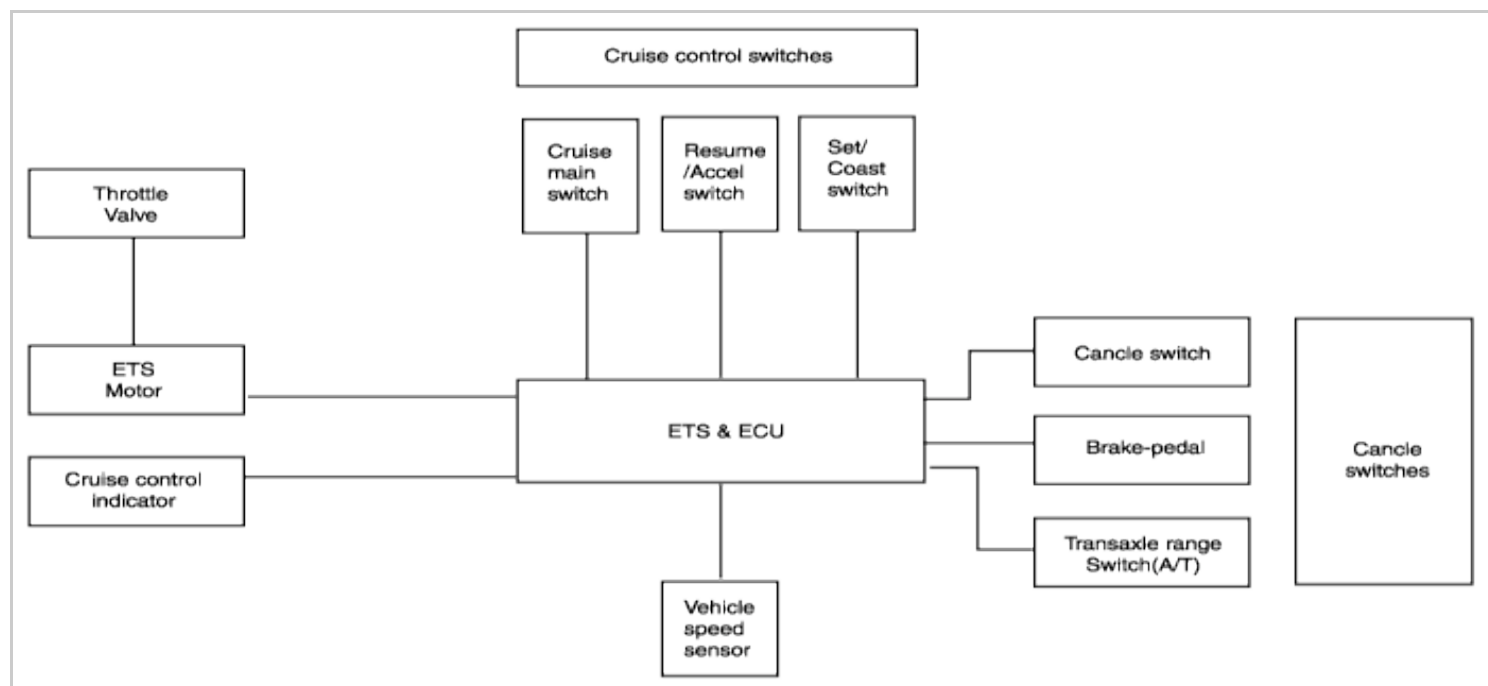 Cruise control switches
Cruise
main
switch
Resume
/Accel
switch
Set/
Coast
switch
Throttle
Valve
ETS
Motor
Cruise control
indicator
ETS & ECU
Vehicle
speed
sensor
Cancle switch
Brake-pedal
Transaxle range
Switch(A/T)
Cancle
switches